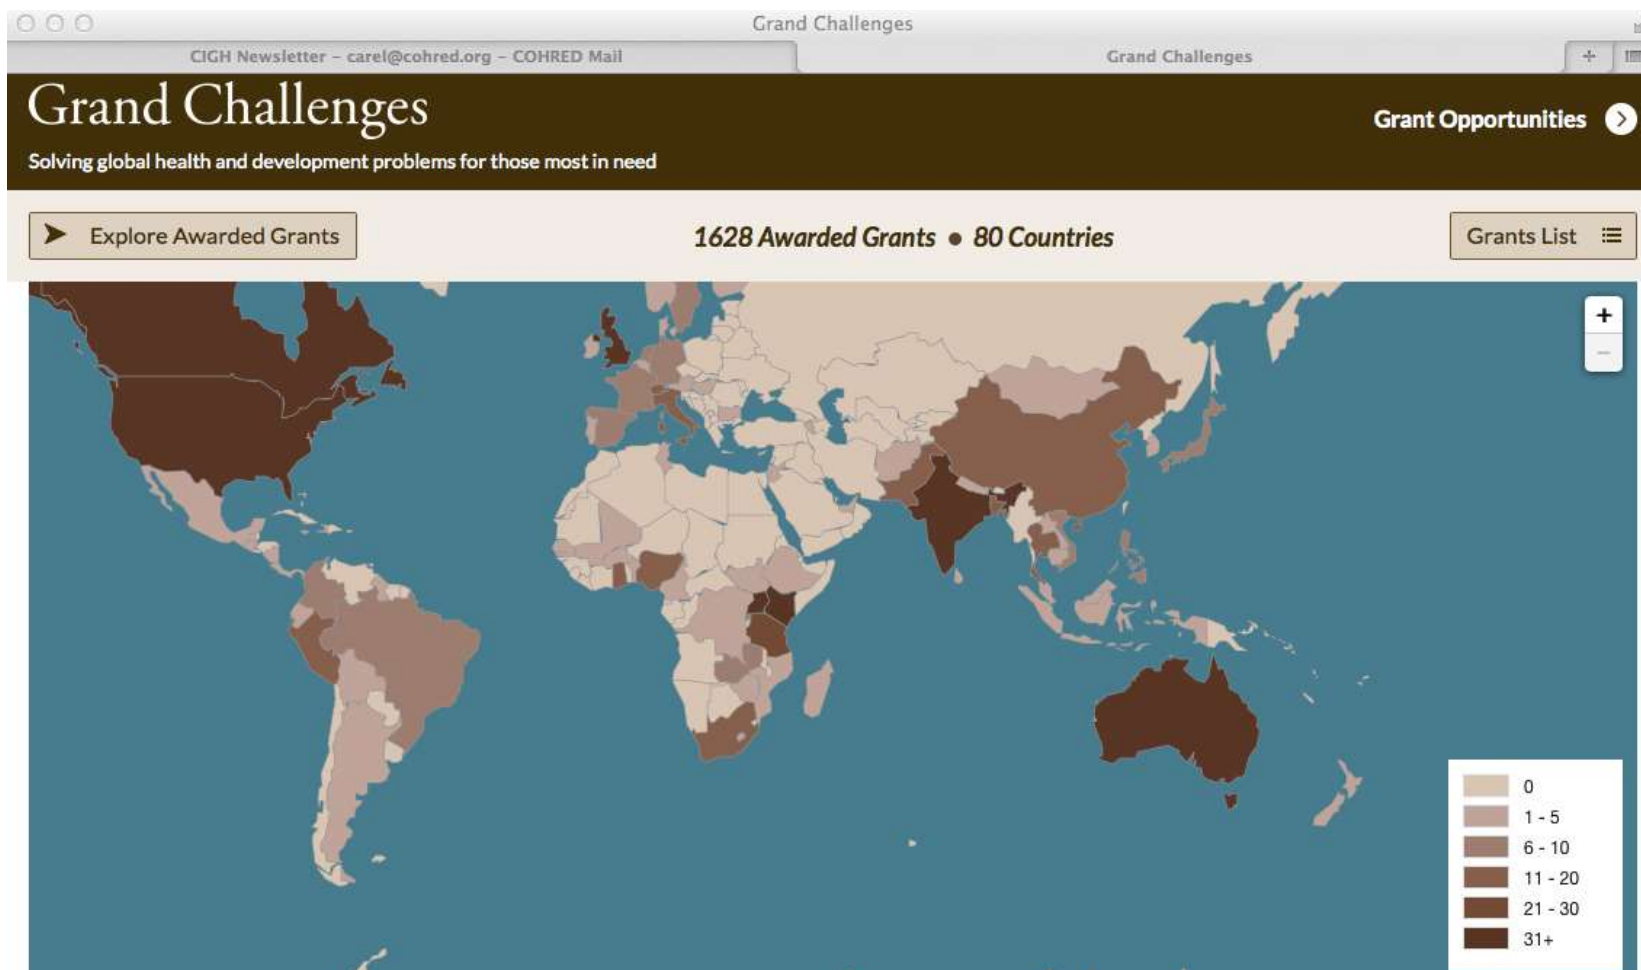 Grand Challenges
CIGH Newsletter – carel@cohred.org – COHRED Mail
Grand Challenges
+
Grand Challenges
Grant Opportunities
Solving global health and development problems for those most in need
Explore Awarded Grants
1628 Awarded Grants ● 80 Countries
Grants List
+
−
0
1 - 5
6 - 10
11 - 20
21 - 30
31+